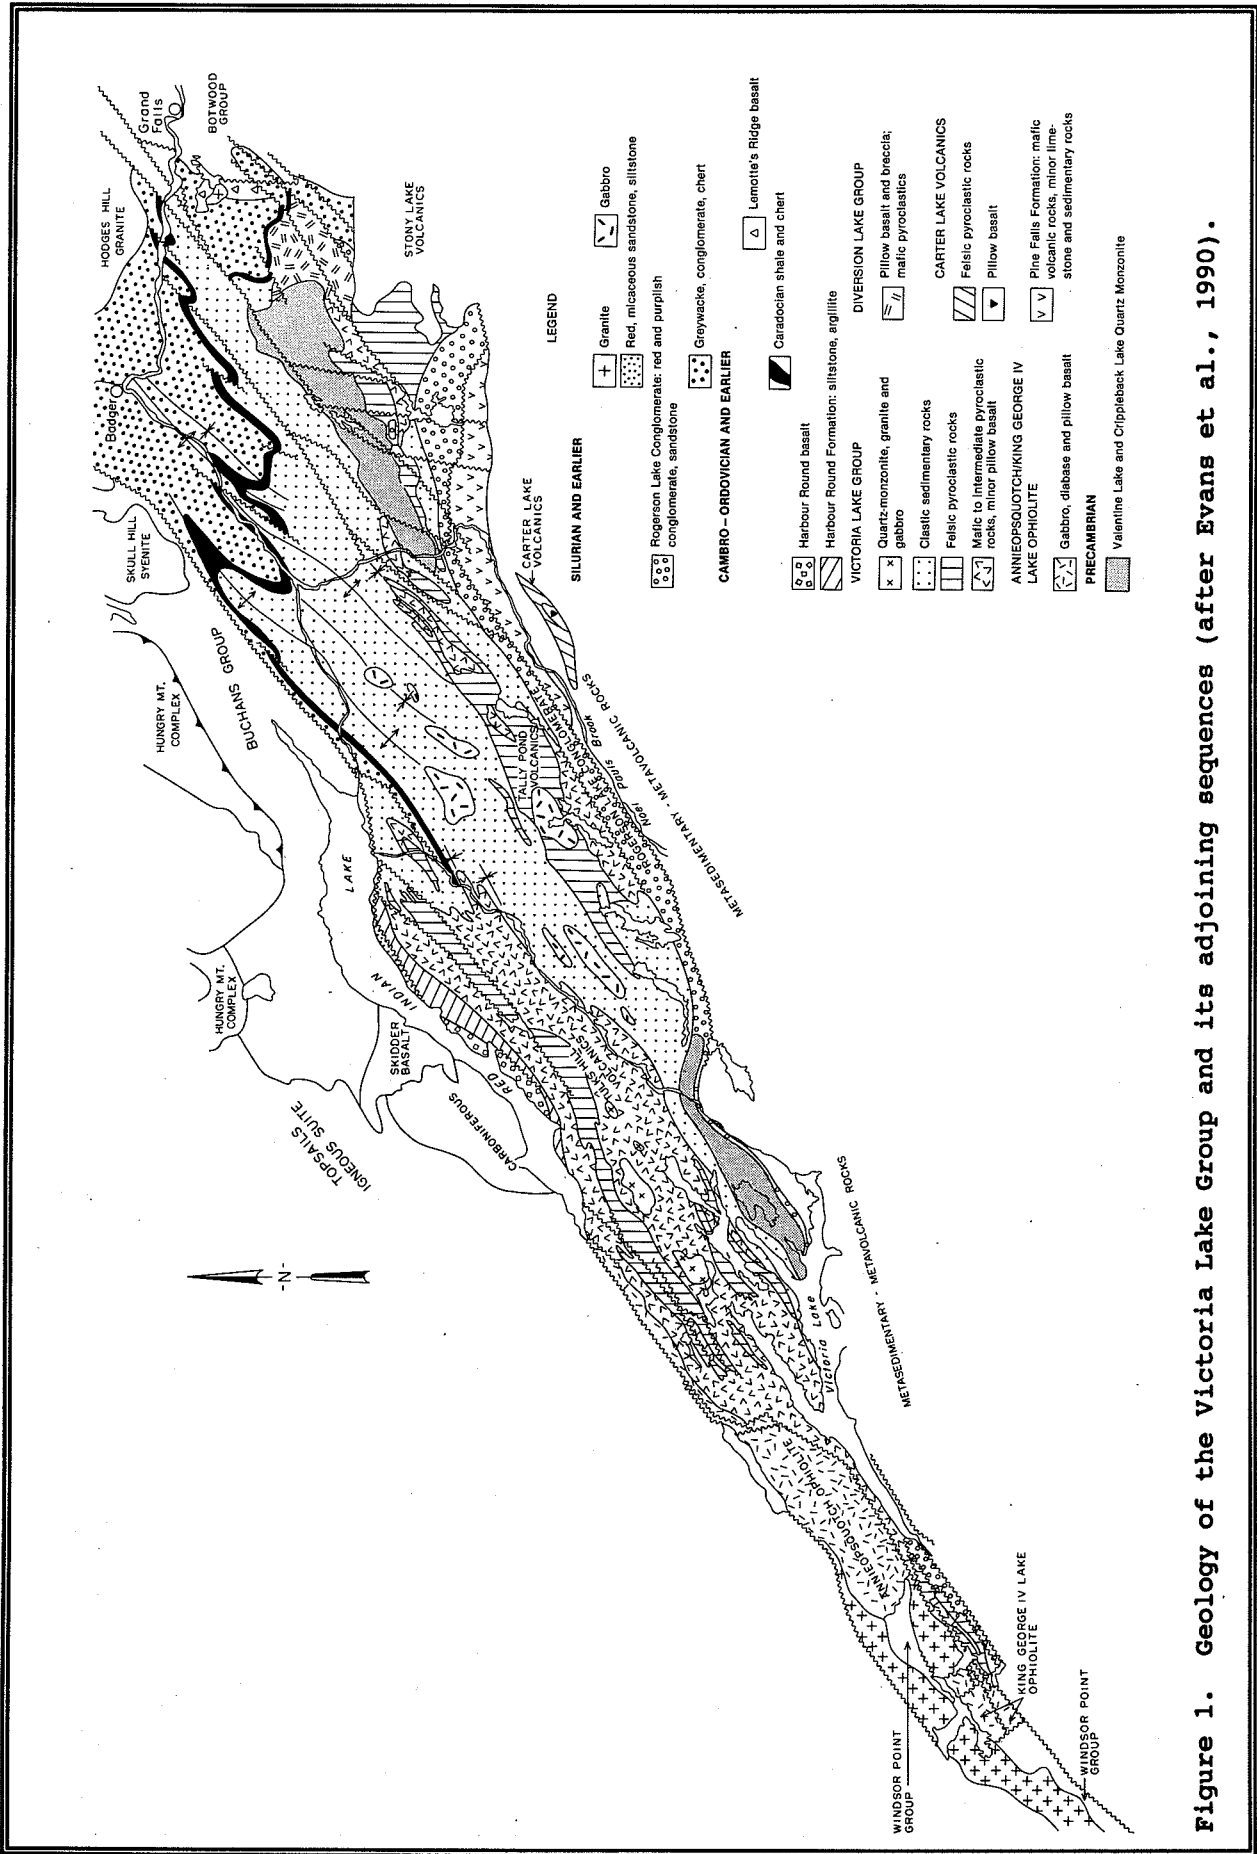 HODGES HILL
GRANITE
Grand
Falls
BOTWOOD
GROUP
Badger
SKULL HILL
SYENITE
STONY LAKE
VOLCANICS
HUNGRY MT.
COMPLEX
BUCHANS GROUP
CARTER LAKE
VOLCANICS
HUNGRY MT.
COMPLEX
TOPSAILS
IGNEOUS SUITE
SKIDDER
BASALT
CARBONIFEROUS
RED INDIAN LAKE
TALLY POND
VOLCANICS
ROGERSON LAKE CONGLOMERATE
Noel Pauls Brook
METASEDIMENTARY - METAVOLCANIC ROCKS
TULKS HILL
VOLCANICS
-N-
Victoria Lake
METASEDIMENTARY - METAVOLCANIC ROCKS
ANNIEOPSQUOTCH OPHIOLITE
WINDSOR POINT
GROUP
KING GEORGE IV LAKE
OPHIOLITE
WINDSOR POINT
GROUP
LEGEND
SILURIAN AND EARLIER
Granite
Gabbro
Red, micaceous sandstone, siltstone
Rogerson Lake Conglomerate: red and purplish
conglomerate, sandstone
Greywacke, conglomerate, chert
CAMBRO – ORDOVICIAN AND EARLIER
Lemotte's Ridge basalt
Caradocian shale and chert
Harbour Round basalt
Harbour Round Formation: siltstone, argillite
VICTORIA LAKE GROUP
Quartz-monzonite, granite and
gabbro
Clastic sedimentary rocks
Felsic pyroclastic rocks
Mafic to intermediate pyroclastic
rocks, minor pillow basalt
ANNIEOPSQUOTCH/KING GEORGE IV
LAKE OPHIOLITE
Gabbro, diabase and pillow basalt
PRECAMBRIAN
Valentine Lake and Crippleback Lake Quartz Monzonite
DIVERSION LAKE GROUP
Pillow basalt and breccia;
mafic pyroclastics
CARTER LAKE VOLCANICS
Felsic pyroclastic rocks
Pillow basalt
Pine Falls Formation: mafic
volcanic rocks, minor lime-
stone and sedimentary rocks
Figure 1. Geology of the Victoria Lake Group and its adjoining sequences (after Evans et al., 1990).